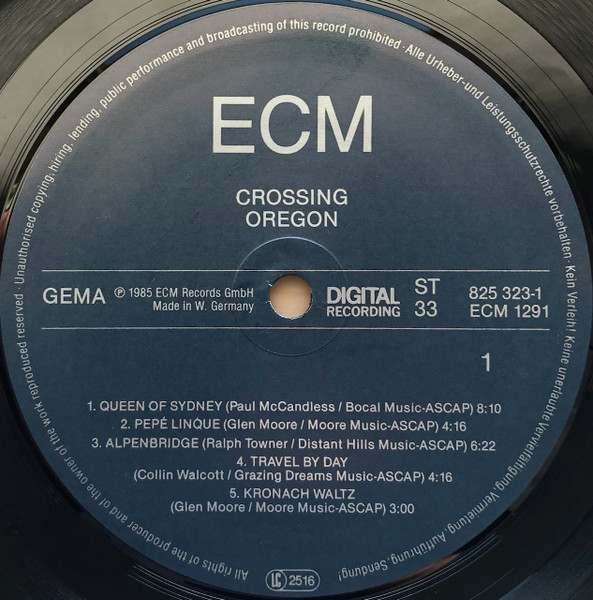 Unauthorised copying, hiring, lending, public performance and broadcasting of this record prohibited · Alle Urheber-und Leistungsschutzrechte vorbehalten · Kein Verleih! Keine unerlaubte Vervielfältigung, Vermietung, Aufführung, Sendung!
ECM
CROSSING
OREGON
GEMA
℗ 1985 ECM Records GmbH
Made in W. Germany
DIGITAL
RECORDING
ST
33
825 323-1
ECM 1291
1
1. QUEEN OF SYDNEY (Paul McCandless / Bocal Music-ASCAP) 8:10
2. PEPÉ LINQUE (Glen Moore / Moore Music-ASCAP) 4:16
3. ALPENBRIDGE (Ralph Towner / Distant Hills Music-ASCAP) 6:22
4. TRAVEL BY DAY
(Collin Walcott / Grazing Dreams Music-ASCAP) 4:16
5. KRONACH WALTZ
(Glen Moore / Moore Music-ASCAP) 3:00
All rights of the producer and of the owner of the work reproduced reserved ·
LC 2516